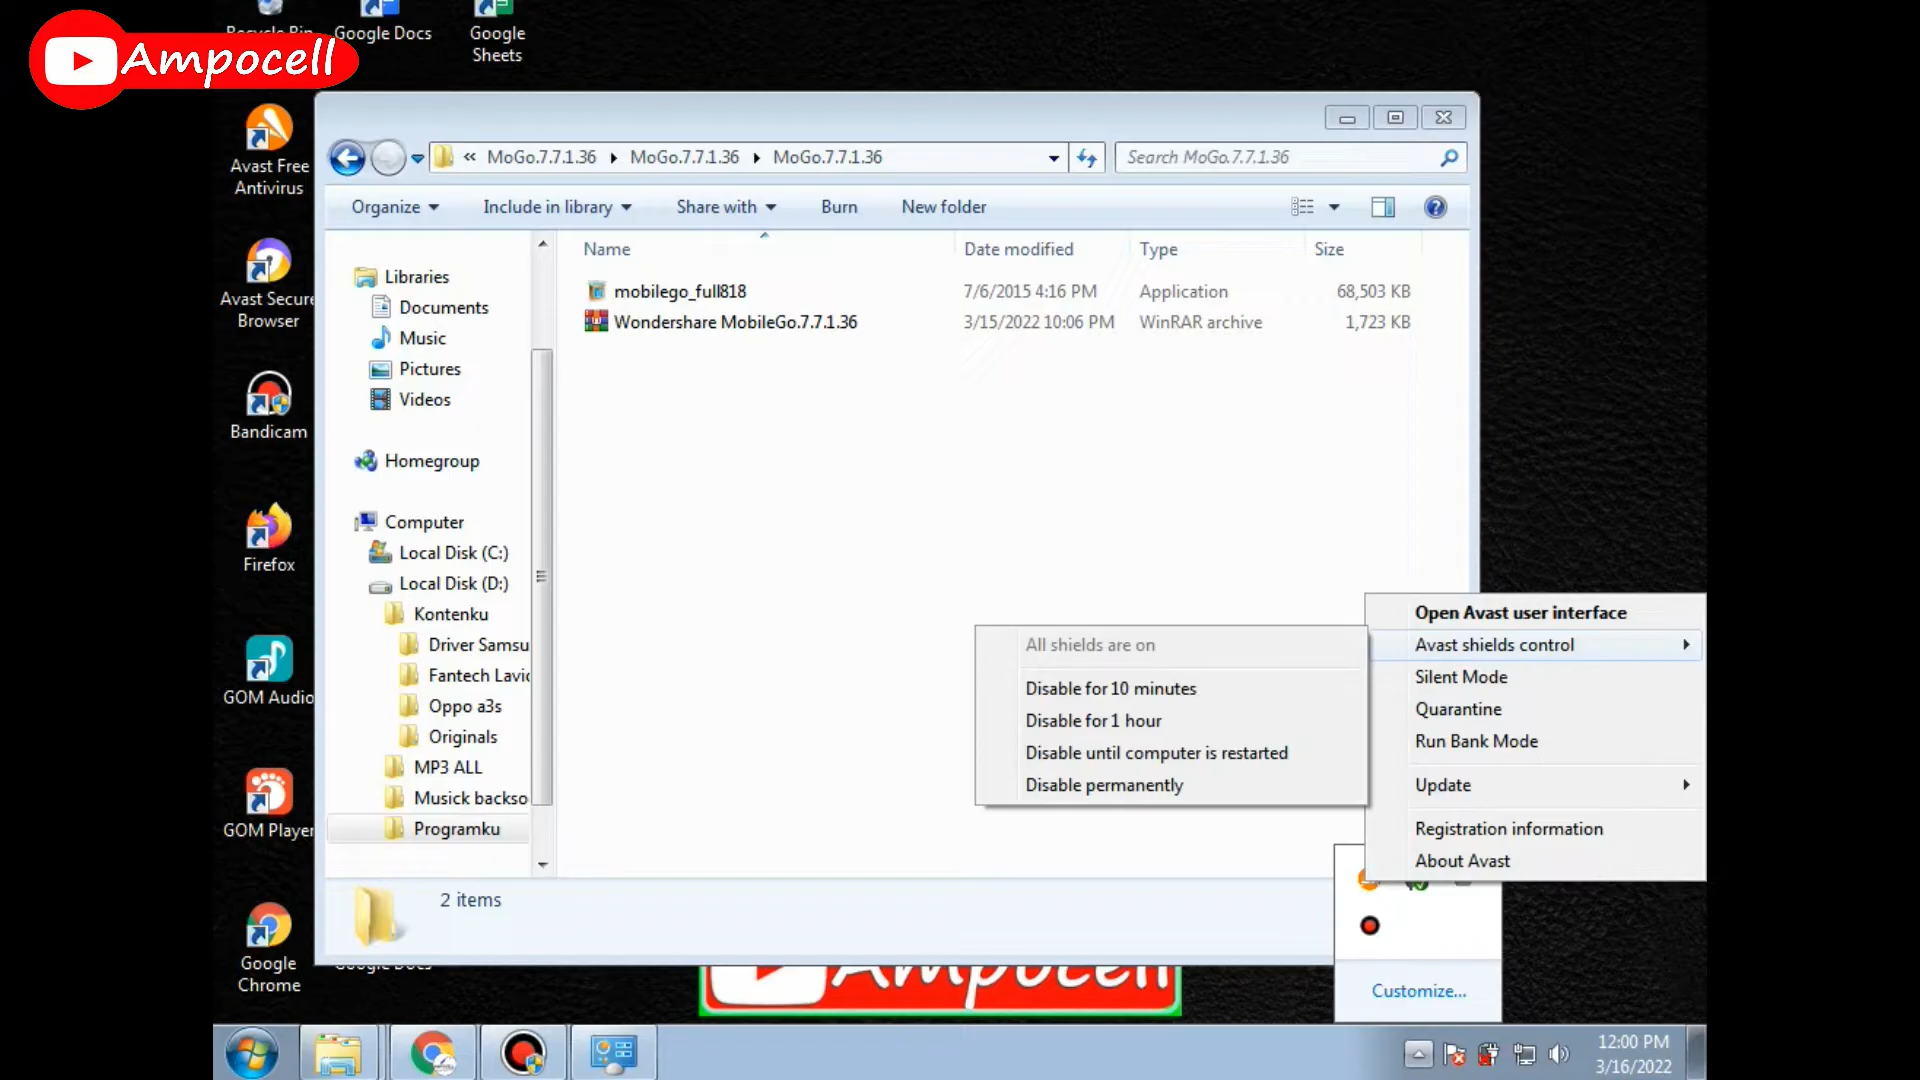 Recycle Bin
Google Docs
Google
Sheets
Ampocell
Avast Free
Antivirus
Avast Secure
Browser
Bandicam
Firefox
GOM Audio
GOM Player
Google
Chrome
« MoGo.7.7.1.36 ▸ MoGo.7.7.1.36 ▸ MoGo.7.7.1.36
Search MoGo.7.7.1.36
Organize
Include in library
Share with
Burn
New folder
Name
Date modified
Type
Size
mobilego_full818
7/6/2015 4:16 PM
Application
68,503 KB
Wondershare MobileGo.7.7.1.36
3/15/2022 10:06 PM
WinRAR archive
1,723 KB
Libraries
Documents
Music
Pictures
Videos
Homegroup
Computer
Local Disk (C:)
Local Disk (D:)
Kontenku
Driver Samsu
Fantech Lavic
Oppo a3s
Originals
MP3 ALL
Musick backso
Programku
2 items
Google Docs
Ampocell
All shields are on
Disable for 10 minutes
Disable for 1 hour
Disable until computer is restarted
Disable permanently
Open Avast user interface
Avast shields control
Silent Mode
Quarantine
Run Bank Mode
Update
Registration information
About Avast
Customize...
12:00 PM
3/16/2022